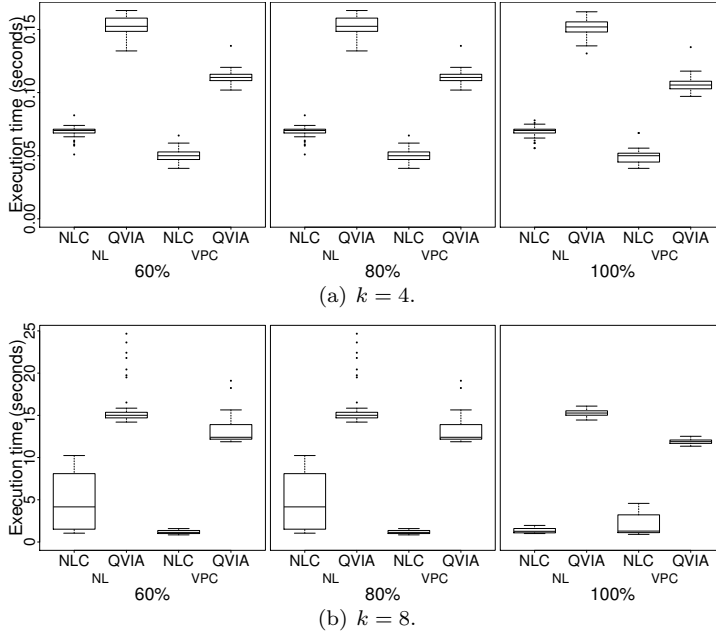 Execution time (seconds)
0.00 0.05 0.10 0.15
NLC QVIA NLC QVIA NLC QVIA NLC QVIA NLC QVIA NLC QVIA
NL VPC NL VPC NL VPC
60% 80% 100%
(a) k = 4.
Execution time (seconds)
0 5 10 15 20 25
NLC QVIA NLC QVIA NLC QVIA NLC QVIA NLC QVIA NLC QVIA
NL VPC NL VPC NL VPC
60% 80% 100%
(b) k = 8.